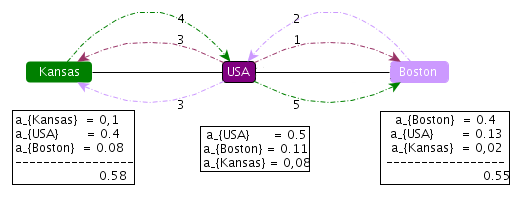 4
2
3
1
Kansas
USA
Boston
3
5
a_{Kansas} = 0,1
a_{USA} = 0.4
a_{Boston} = 0.08
-----------------
0.58
a_{USA} = 0.5
a_{Boston} = 0.11
a_{Kansas} = 0,08
a_{Boston} = 0.4
a_{USA} = 0.13
a_{Kansas} = 0,02
-----------------
0.55